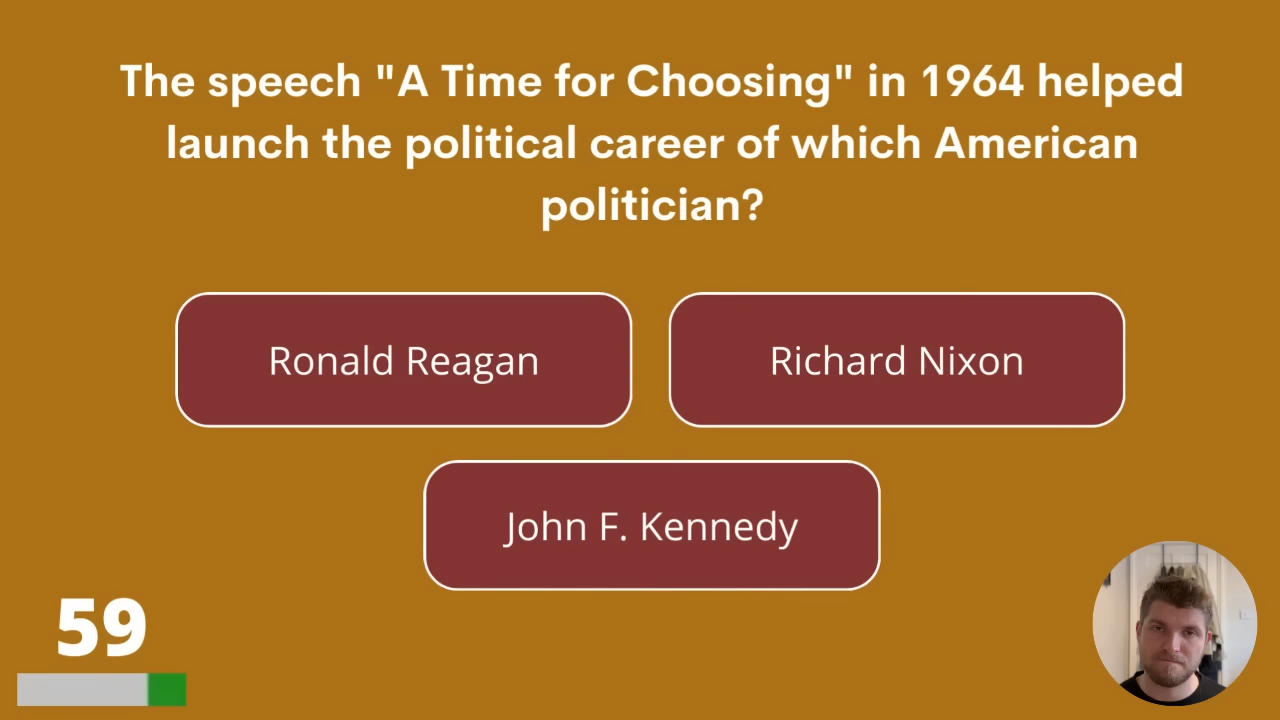 The speech "A Time for Choosing" in 1964 helped
launch the political career of which American
politician?
Ronald Reagan
Richard Nixon
John F. Kennedy
59